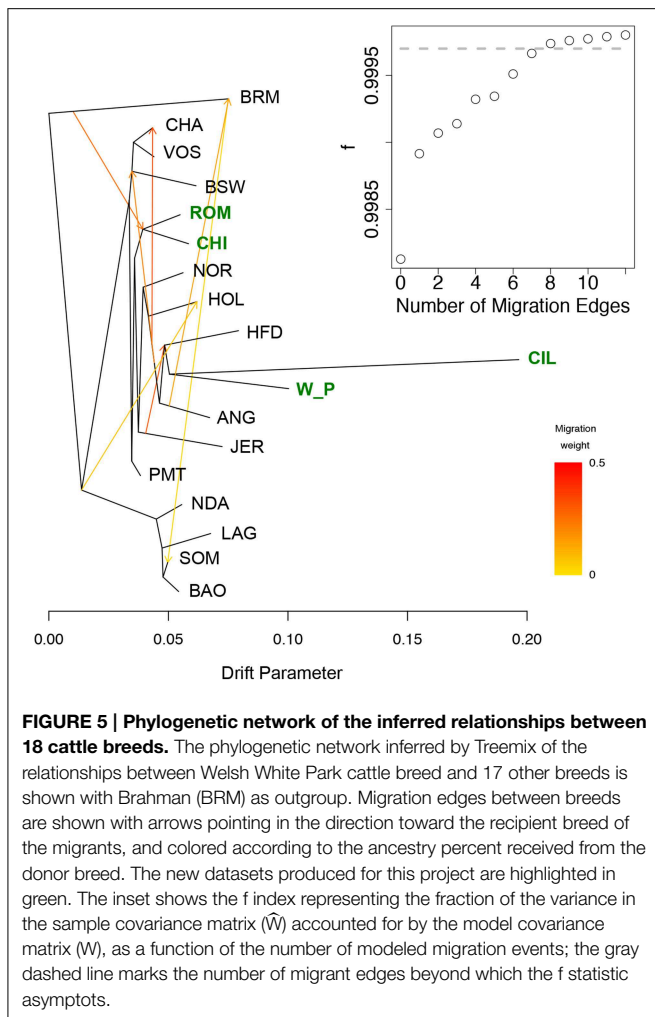 BRM
CHA
VOS
BSW
ROM
CHI
NOR
HOL
HFD
CIL
W_P
ANG
JER
PMT
NDA
LAG
SOM
BAO
0.00 0.05 0.10 0.15 0.20
Drift Parameter
f
0.9995
0.9985
0 2 4 6 8 10
Number of Migration Edges
Migration
weight
0.5
0
FIGURE 5 | Phylogenetic network of the inferred relationships between
18 cattle breeds. The phylogenetic network inferred by Treemix of the
relationships between Welsh White Park cattle breed and 17 other breeds is
shown with Brahman (BRM) as outgroup. Migration edges between breeds
are shown with arrows pointing in the direction toward the recipient breed of
the migrants, and colored according to the ancestry percent received from the
donor breed. The new datasets produced for this project are highlighted in
green. The inset shows the f index representing the fraction of the variance in
the sample covariance matrix (Ŵ) accounted for by the model covariance
matrix (W), as a function of the number of modeled migration events; the gray
dashed line marks the number of migrant edges beyond which the f statistic
asymptots.